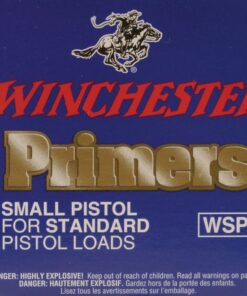 WINCHESTER
Primers
SMALL PISTOL
FOR STANDARD
PISTOL LOADS
WSP
DANGER: HIGHLY EXPLOSIVE! Keep out of reach of children. Read all warnings on pa
DANGER: HAUTEMENT EXPLOSIF. Gardez hors de la portée des enfants.
Lisez tous les avertissements sur l'emballage.